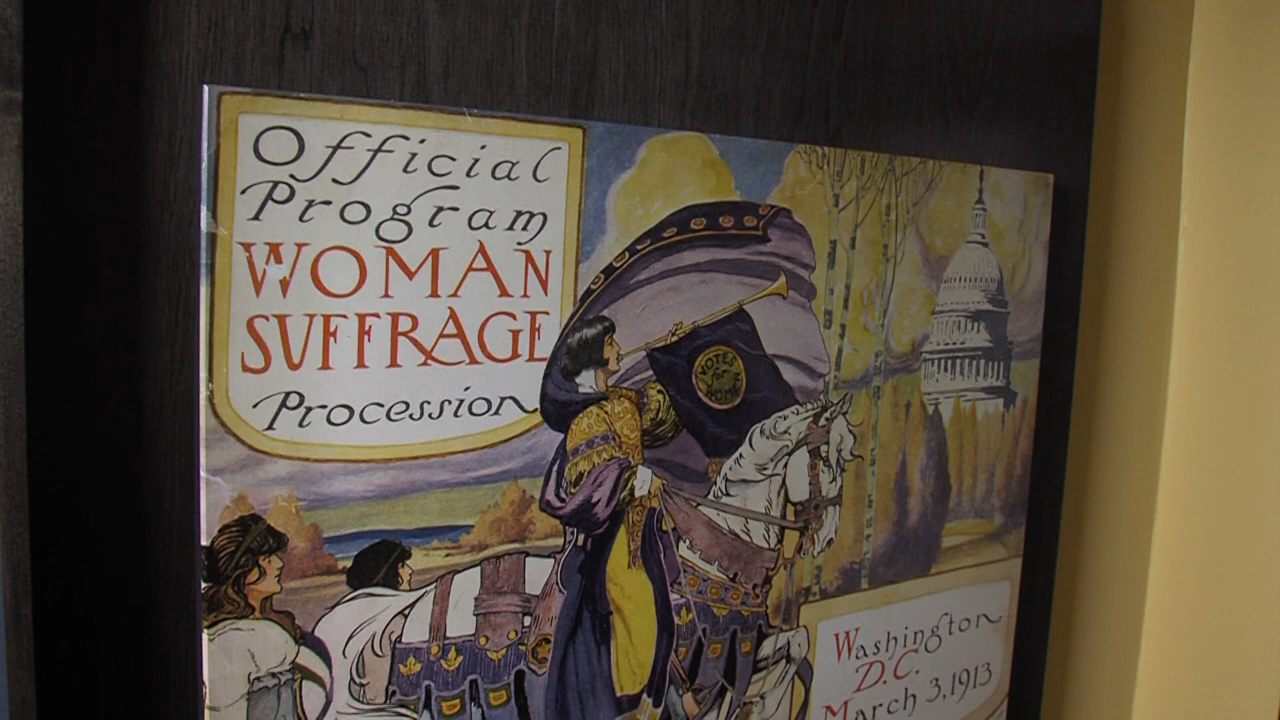 Official
Program
WOMAN
SUFFRAGE
Procession
VOTES
for
WOMEN
Washington
D.C.
March 3, 1913